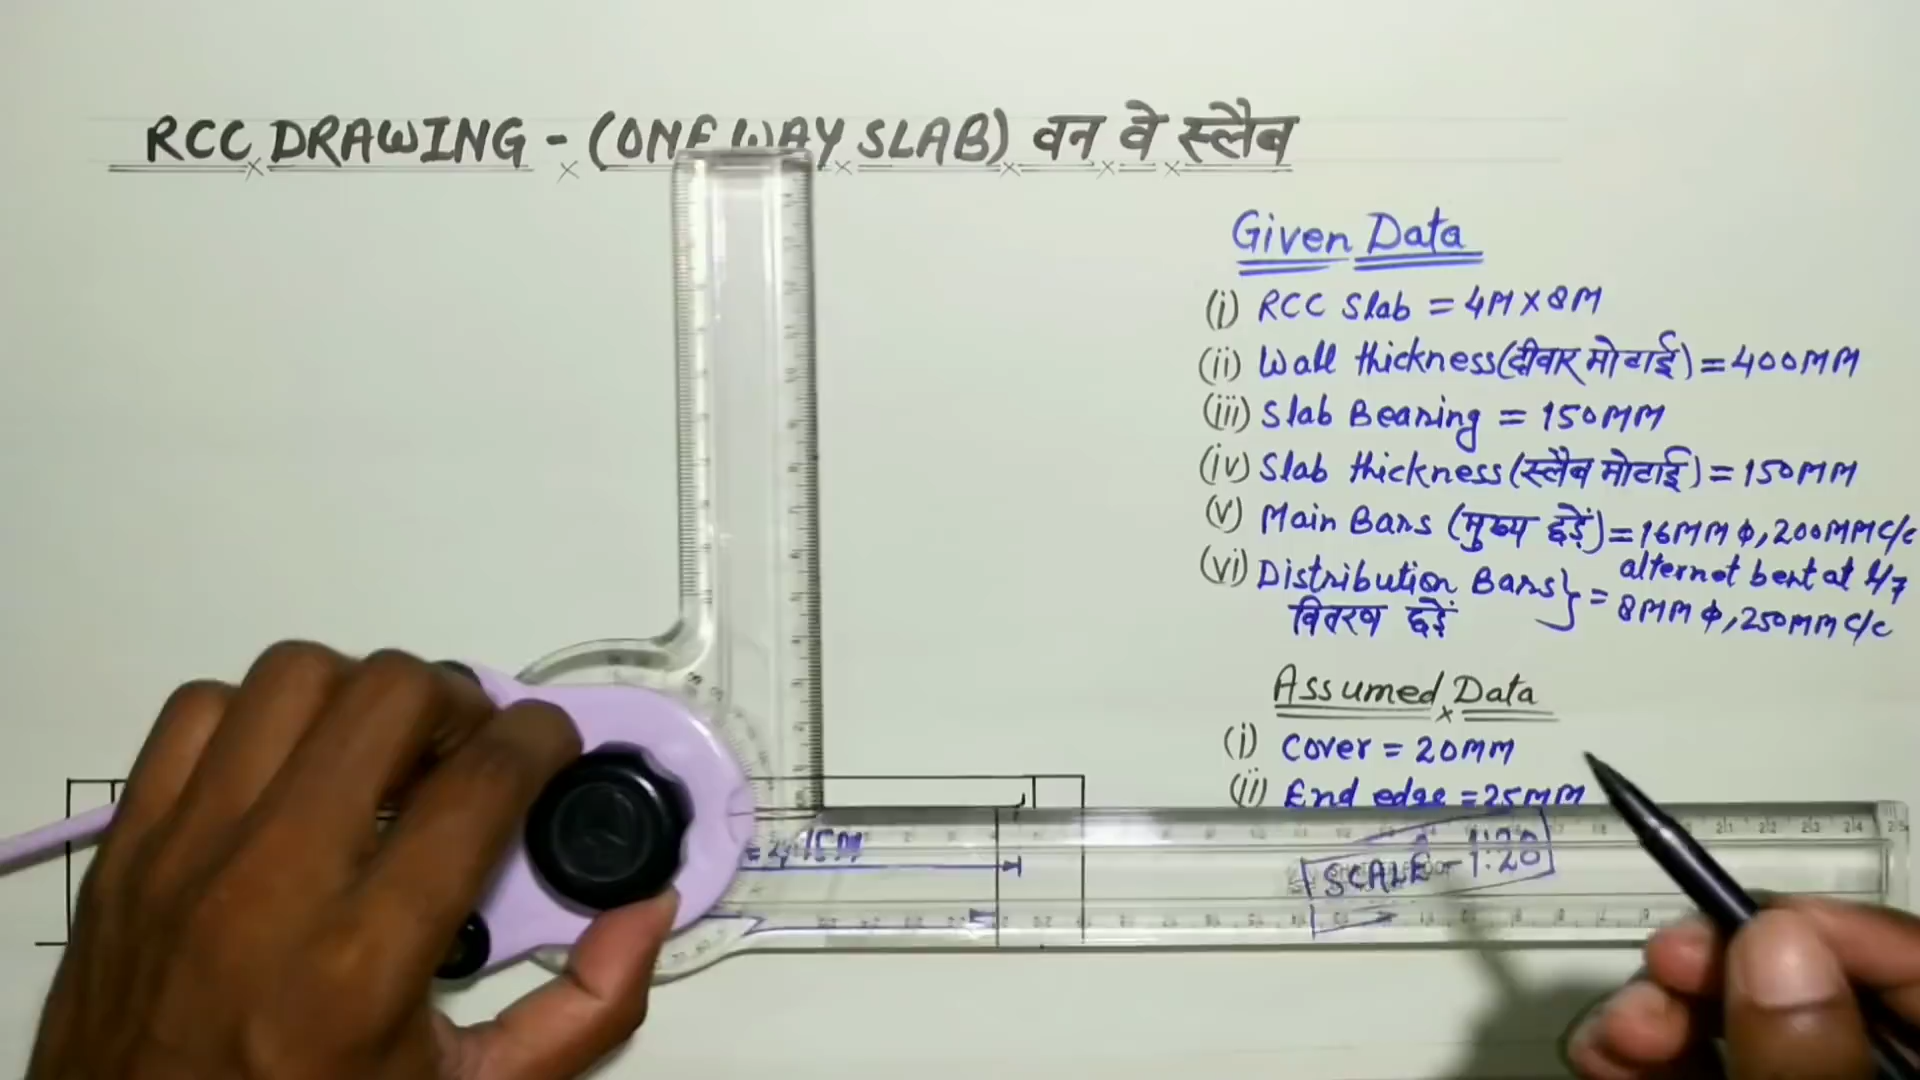 RCC DRAWING - (ONE WAY SLAB) वन वे स्लैब
Given Data
(i) RCC Slab = 4M X 8M
(ii) Wall thickness (दीवार मोटाई) = 400MM
(iii) Slab Bearing = 150MM
(iv) Slab thickness (स्लैब मोटाई) = 150MM
(v) Main Bars (मुख्य छड़ें) = 16MM ϕ, 200MM C/C
alternet bent at L/7
(vi) Distribution Bars } = 8MM ϕ, 250MM C/C
वितरण छड़ें
Assumed Data
(i) Cover = 20MM
(ii) End edge = 25MM
SCALE - 1:20